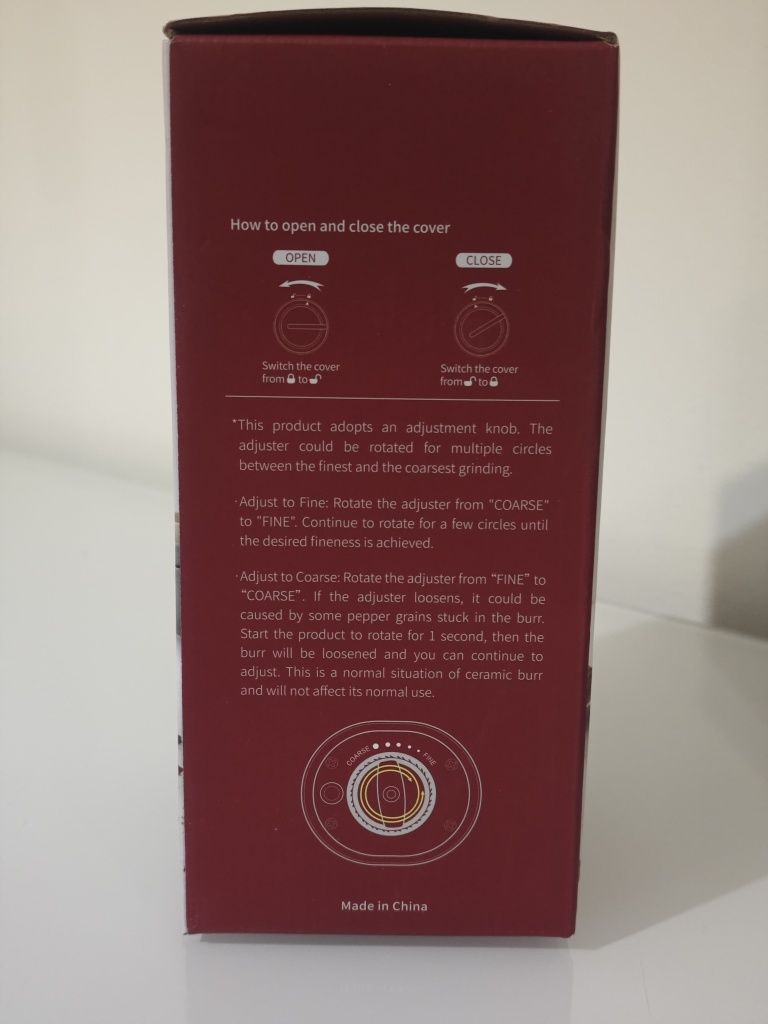 How to open and close the cover
OPEN
CLOSE
Switch the cover
from to
Switch the cover
from to
*This product adopts an adjustment knob. The
adjuster could be rotated for multiple circles
between the finest and the coarsest grinding.
·Adjust to Fine: Rotate the adjuster from "COARSE"
to "FINE". Continue to rotate for a few circles until
the desired fineness is achieved.
·Adjust to Coarse: Rotate the adjuster from “FINE” to
“COARSE”. If the adjuster loosens, it could be
caused by some pepper grains stuck in the burr.
Start the product to rotate for 1 second, then the
burr will be loosened and you can continue to
adjust. This is a normal situation of ceramic burr
and will not affect its normal use.
COARSE FINE
Made in China